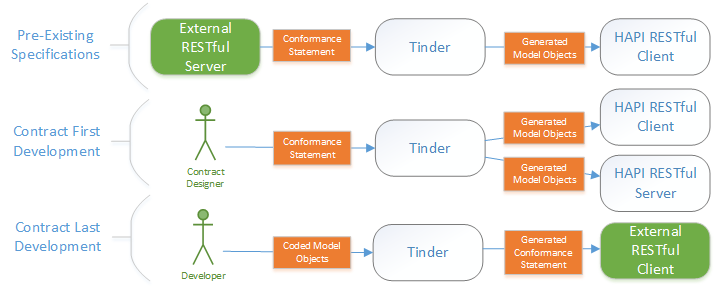 Pre-Existing
Specifications
External
RESTful
Server
Conformance
Statement
Tinder
Generated
Model Objects
HAPI RESTful
Client
Contract First
Development
Contract
Designer
Conformance
Statement
Tinder
Generated
Model Objects
HAPI RESTful
Client
Generated
Model Objects
HAPI RESTful
Server
Contract Last
Development
Developer
Coded Model
Objects
Tinder
Generated
Conformance
Statement
External
RESTful
Client